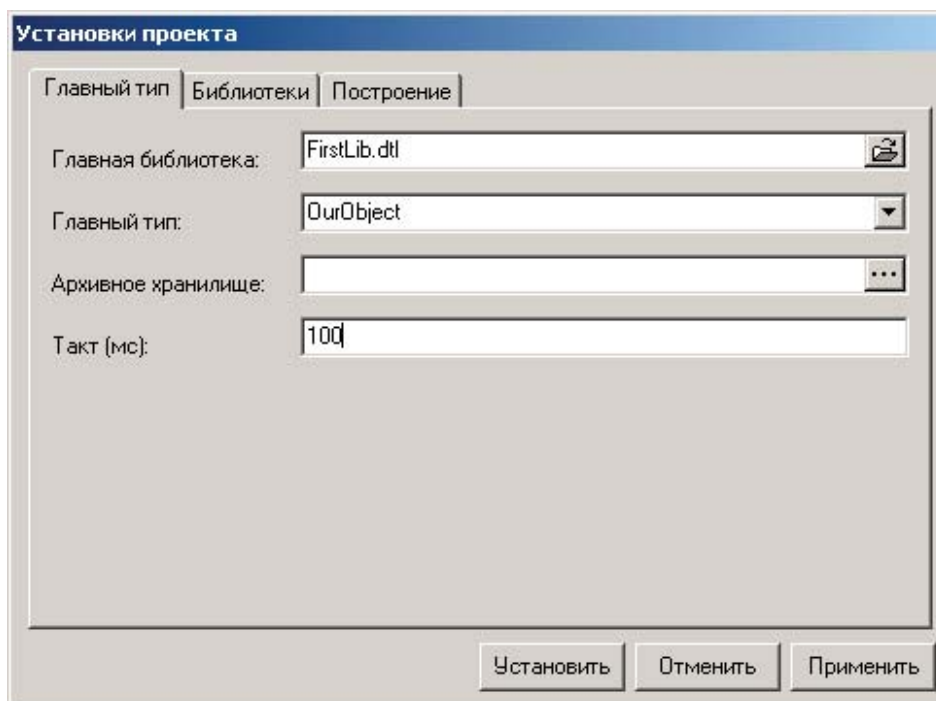 Установки проекта
Главный тип Библиотеки Построение
Главная библиотека: FirstLib.dtl
Главный тип: OurObject
Архивное хранилище: ...
Такт (мс): 100
Установить Отменить Применить